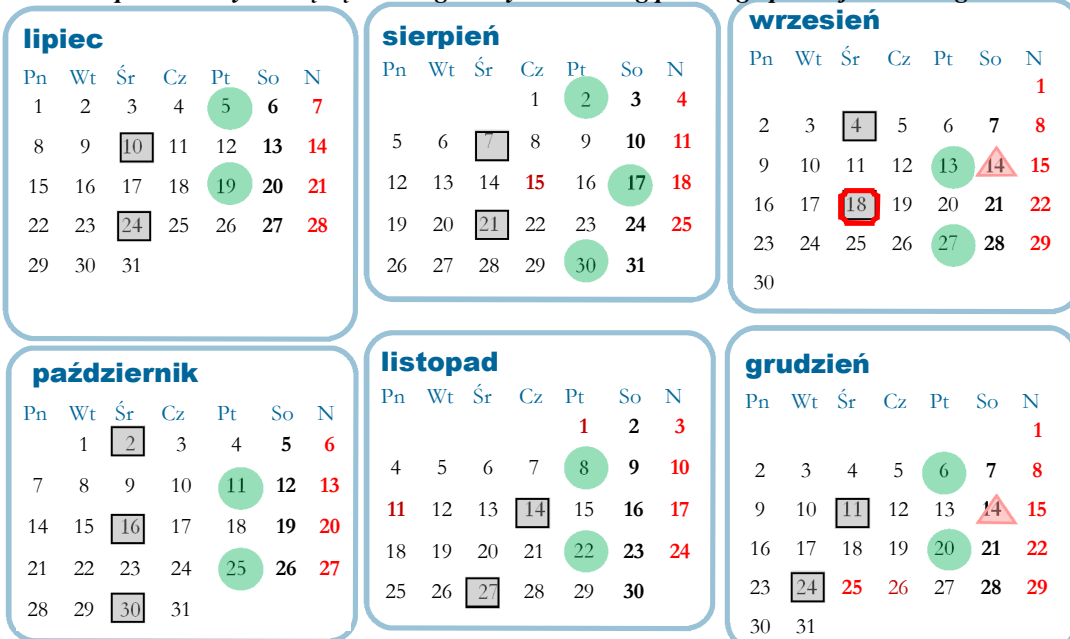 lipiec
Pn Wt Śr Cz Pt So N
1 2 3 4 5 6 7
8 9 10 11 12 13 14
15 16 17 18 19 20 21
22 23 24 25 26 27 28
29 30 31
sierpień
Pn Wt Śr Cz Pt So N
1 2 3 4
5 6 7 8 9 10 11
12 13 14 15 16 17 18
19 20 21 22 23 24 25
26 27 28 29 30 31
wrzesień
Pn Wt Śr Cz Pt So N
1
2 3 4 5 6 7 8
9 10 11 12 13 14 15
16 17 18 19 20 21 22
23 24 25 26 27 28 29
30
październik
Pn Wt Śr Cz Pt So N
1 2 3 4 5 6
7 8 9 10 11 12 13
14 15 16 17 18 19 20
21 22 23 24 25 26 27
28 29 30 31
listopad
Pn Wt Śr Cz Pt So N
1 2 3
4 5 6 7 8 9 10
11 12 13 14 15 16 17
18 19 20 21 22 23 24
25 26 27 28 29 30
grudzień
Pn Wt Śr Cz Pt So N
1
2 3 4 5 6 7 8
9 10 11 12 13 14 15
16 17 18 19 20 21 22
23 24 25 26 27 28 29
30 31